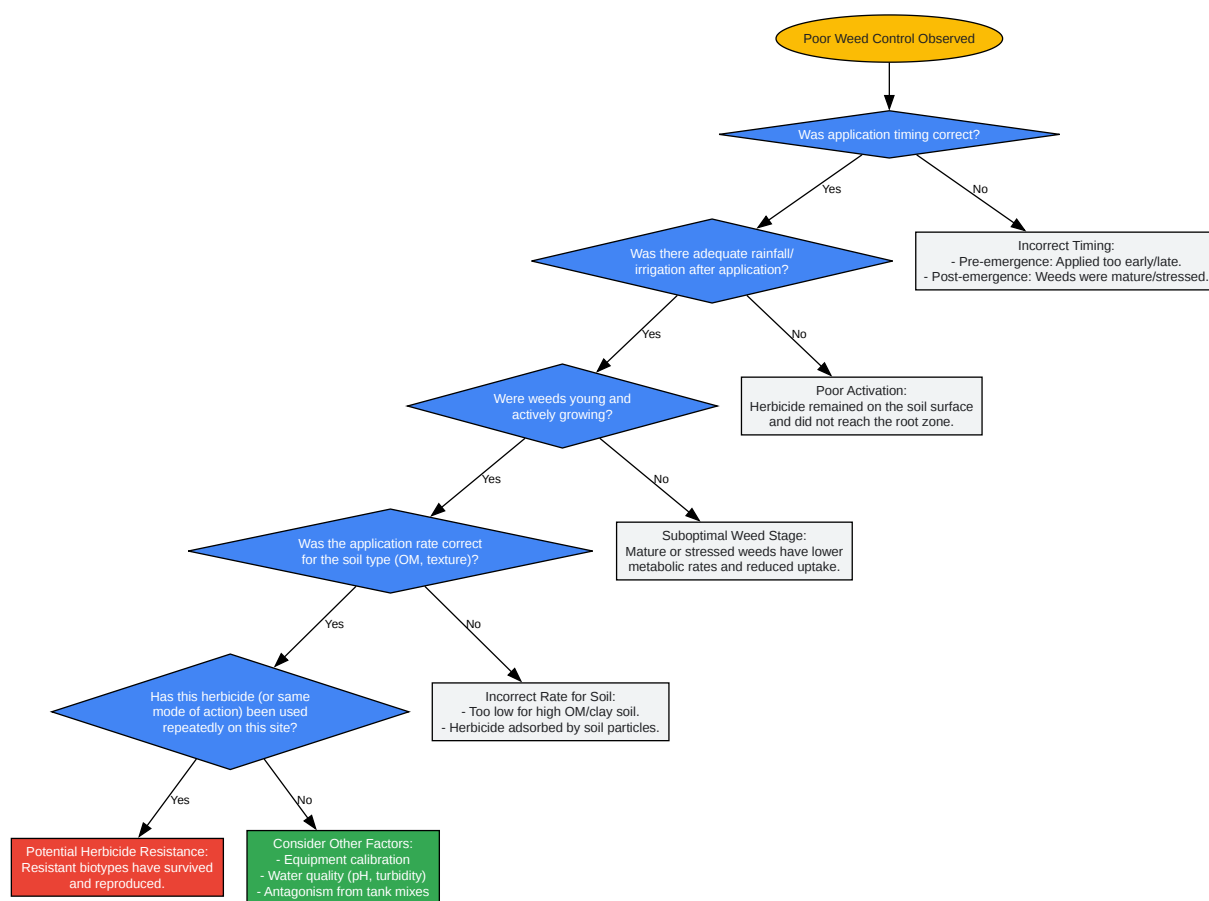 Poor Weed Control Observed
Was application timing correct?
Yes
No
Was there adequate rainfall/
irrigation after application?
Incorrect Timing:
- Pre-emergence: Applied too early/late.
- Post-emergence: Weeds were mature/stressed.
Yes
No
Were weeds young and
actively growing?
Poor Activation:
Herbicide remained on the soil surface
and did not reach the root zone.
Yes
No
Was the application rate correct
for the soil type (OM, texture)?
Suboptimal Weed Stage:
Mature or stressed weeds have lower
metabolic rates and reduced uptake.
Yes
No
Has this herbicide (or same
mode of action) been used
repeatedly on this site?
Incorrect Rate for Soil:
- Too low for high OM/clay soil.
- Herbicide adsorbed by soil particles.
Yes
No
Potential Herbicide Resistance:
Resistant biotypes have survived
and reproduced.
Consider Other Factors:
- Equipment calibration
- Water quality (pH, turbidity)
- Antagonism from tank mixes